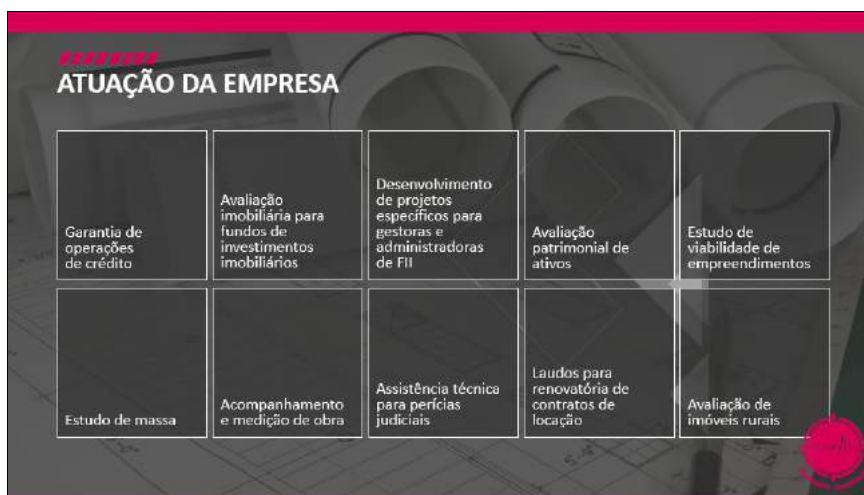 ATUAÇÃO DA EMPRESA
Garantia de
operações
de crédito
Avaliação
imobiliária para
fundos de
investimentos
imobiliários
Desenvolvimento
de projetos
específicos para
gestoras e
administradoras
de FII
Avaliação
patrimonial de
ativos
Estudo de
viabilidade de
empreendimentos
Estudo de massa
Acompanhamento
e medição de obra
Assistência técnica
para perícias
judiciais
Laudos para
renovatória de
contratos de
locação
Avaliação de
imóveis rurais